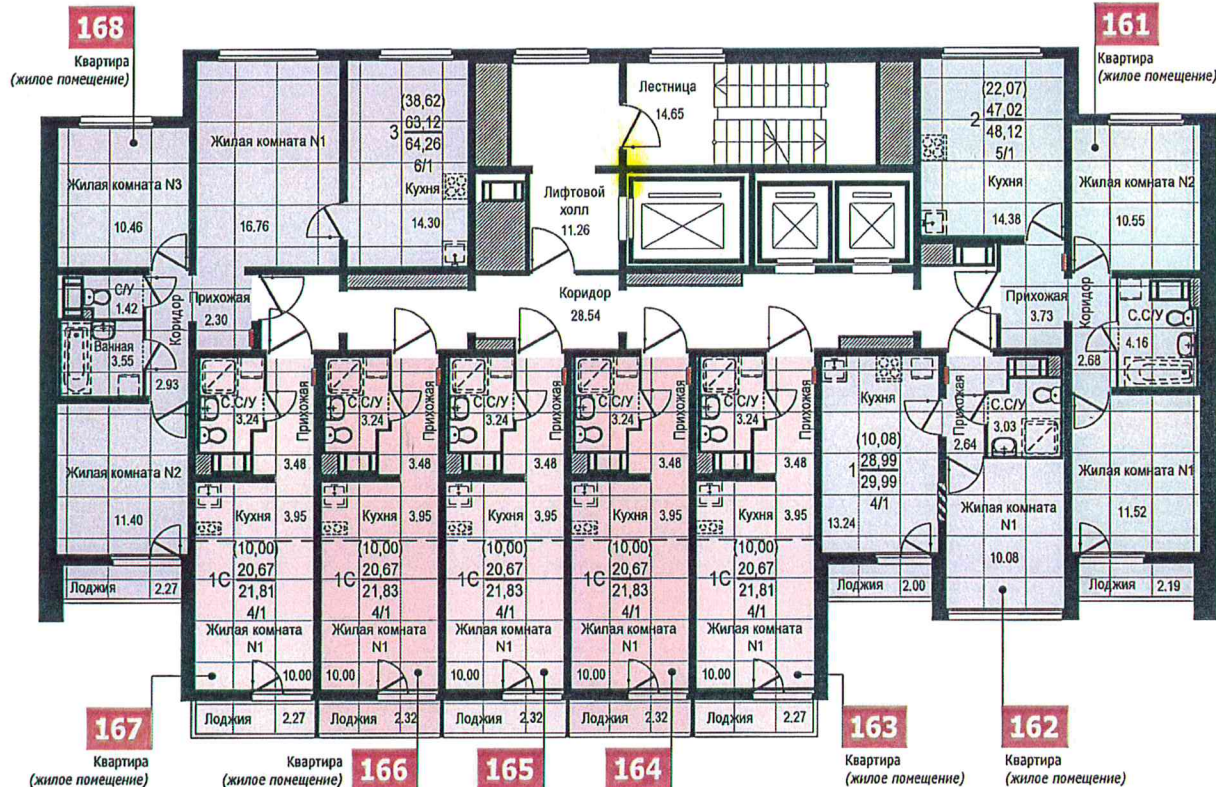 168
Квартира
(жилое помещение)
161
Квартира
(жилое помещение)
Лестница
14.65
(38,62)
3 63,12
64,26
6/1
Кухня
14.30
Жилая комната N1
16.76
Жилая комната N3
10.46
(22,07)
2 47,02
48,12
5/1
Кухня
14.38
Жилая комната N2
10.55
Лифтовой
холл
11.26
С/У
1.42
Коридор
2.93
Прихожая
2.30
Ванная
3.55
Коридор
28.54
Прихожая
3.73
Коридор
2.68
С.С/У
4.16
С.С/У
3.24
Прихожая
3.48
С.С/У
3.24
Прихожая
3.48
С.С/У
3.24
Прихожая
3.48
С.С/У
3.24
Прихожая
3.48
С.С/У
3.24
Прихожая
3.48
Кухня
(10,08)
1 28,99
29,99
4/1
13.24
Прихожая
2.64
С.С/У
3.03
Жилая комната N2
11.40
Жилая комната N1
11.52
Жилая комната
N1
10.08
Кухня 3.95
(10,00)
1С 20,67
21,81
4/1
Жилая комната
N1
10.00
Кухня 3.95
(10,00)
1С 20,67
21,83
4/1
Жилая комната
N1
10.00
Кухня 3.95
(10,00)
1С 20,67
21,83
4/1
Жилая комната
N1
10.00
Кухня 3.95
(10,00)
1С 20,67
21,83
4/1
Жилая комната
N1
10.00
Кухня 3.95
(10,00)
1С 20,67
21,81
4/1
Жилая комната
N1
10.00
Лоджия 2.27
Лоджия 2.00
Лоджия 2.19
Лоджия 2.27
Лоджия 2.32
Лоджия 2.32
Лоджия 2.32
Лоджия 2.27
167
Квартира
(жилое помещение)
Квартира
(жилое помещение)
166
165
164
163
Квартира
(жилое помещение)
162
Квартира
(жилое помещение)